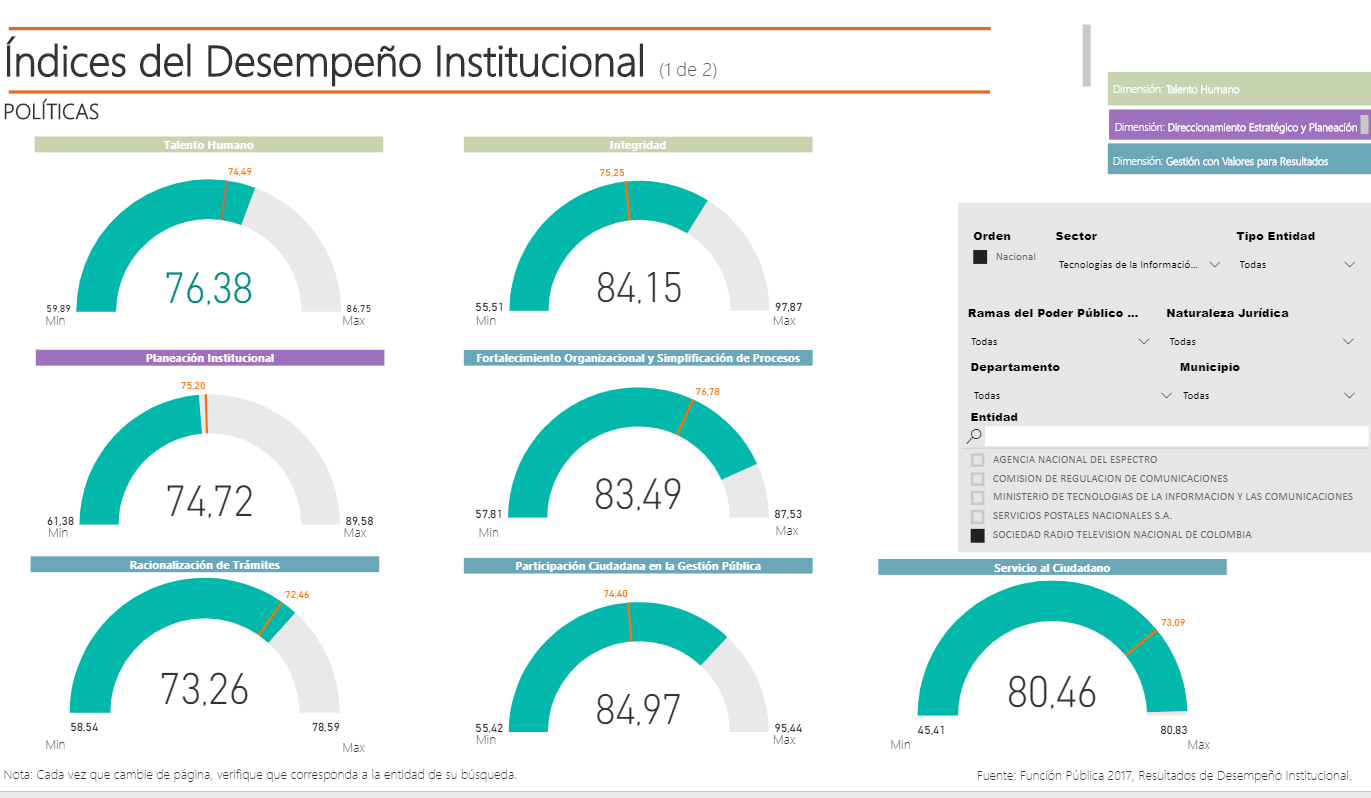 Índices del Desempeño Institucional (1 de 2)
POLÍTICAS
Dimensión: Talento Humano
Dimensión: Direccionamiento Estratégico y Planeación
Dimensión: Gestión con Valores para Resultados
Talento Humano
74,49
76,38
59,89
Min
86,75
Max
Integridad
75,25
84,15
55,51
Min
97,87
Max
Planeación Institucional
75,20
74,72
61,38
Min
89,58
Max
Fortalecimiento Organizacional y Simplificación de Procesos
76,78
83,49
57,81
Min
87,53
Max
Orden
Nacional
Sector
Tecnologías de la Informació...
Tipo Entidad
Todas
Ramas del Poder Público ...
Todas
Naturaleza Jurídica
Todas
Departamento
Todas
Municipio
Todas
Entidad
AGENCIA NACIONAL DEL ESPECTRO
COMISION DE REGULACION DE COMUNICACIONES
MINISTERIO DE TECNOLOGIAS DE LA INFORMACION Y LAS COMUNICACIONES
SERVICIOS POSTALES NACIONALES S.A.
SOCIEDAD RADIO TELEVISION NACIONAL DE COLOMBIA
Racionalización de Trámites
72,46
73,26
58,54
Min
78,59
Max
Participación Ciudadana en la Gestión Pública
74,40
84,97
55,42
Min
95,44
Max
Servicio al Ciudadano
73,09
80,46
45,41
Min
80,83
Max
Nota: Cada vez que cambie de página, verifique que corresponda a la entidad de su búsqueda.
Fuente: Función Pública 2017, Resultados de Desempeño Institucional.